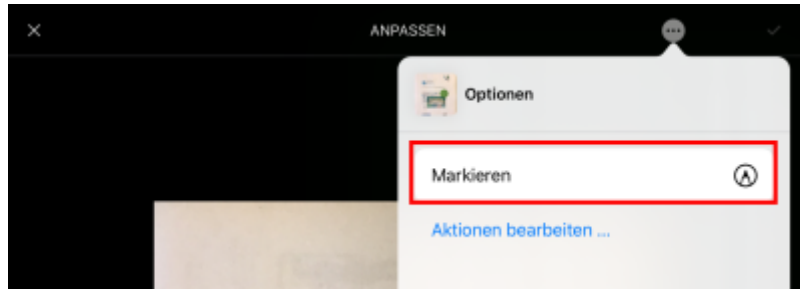 ANPASSEN
Optionen
Markieren
Aktionen bearbeiten ...